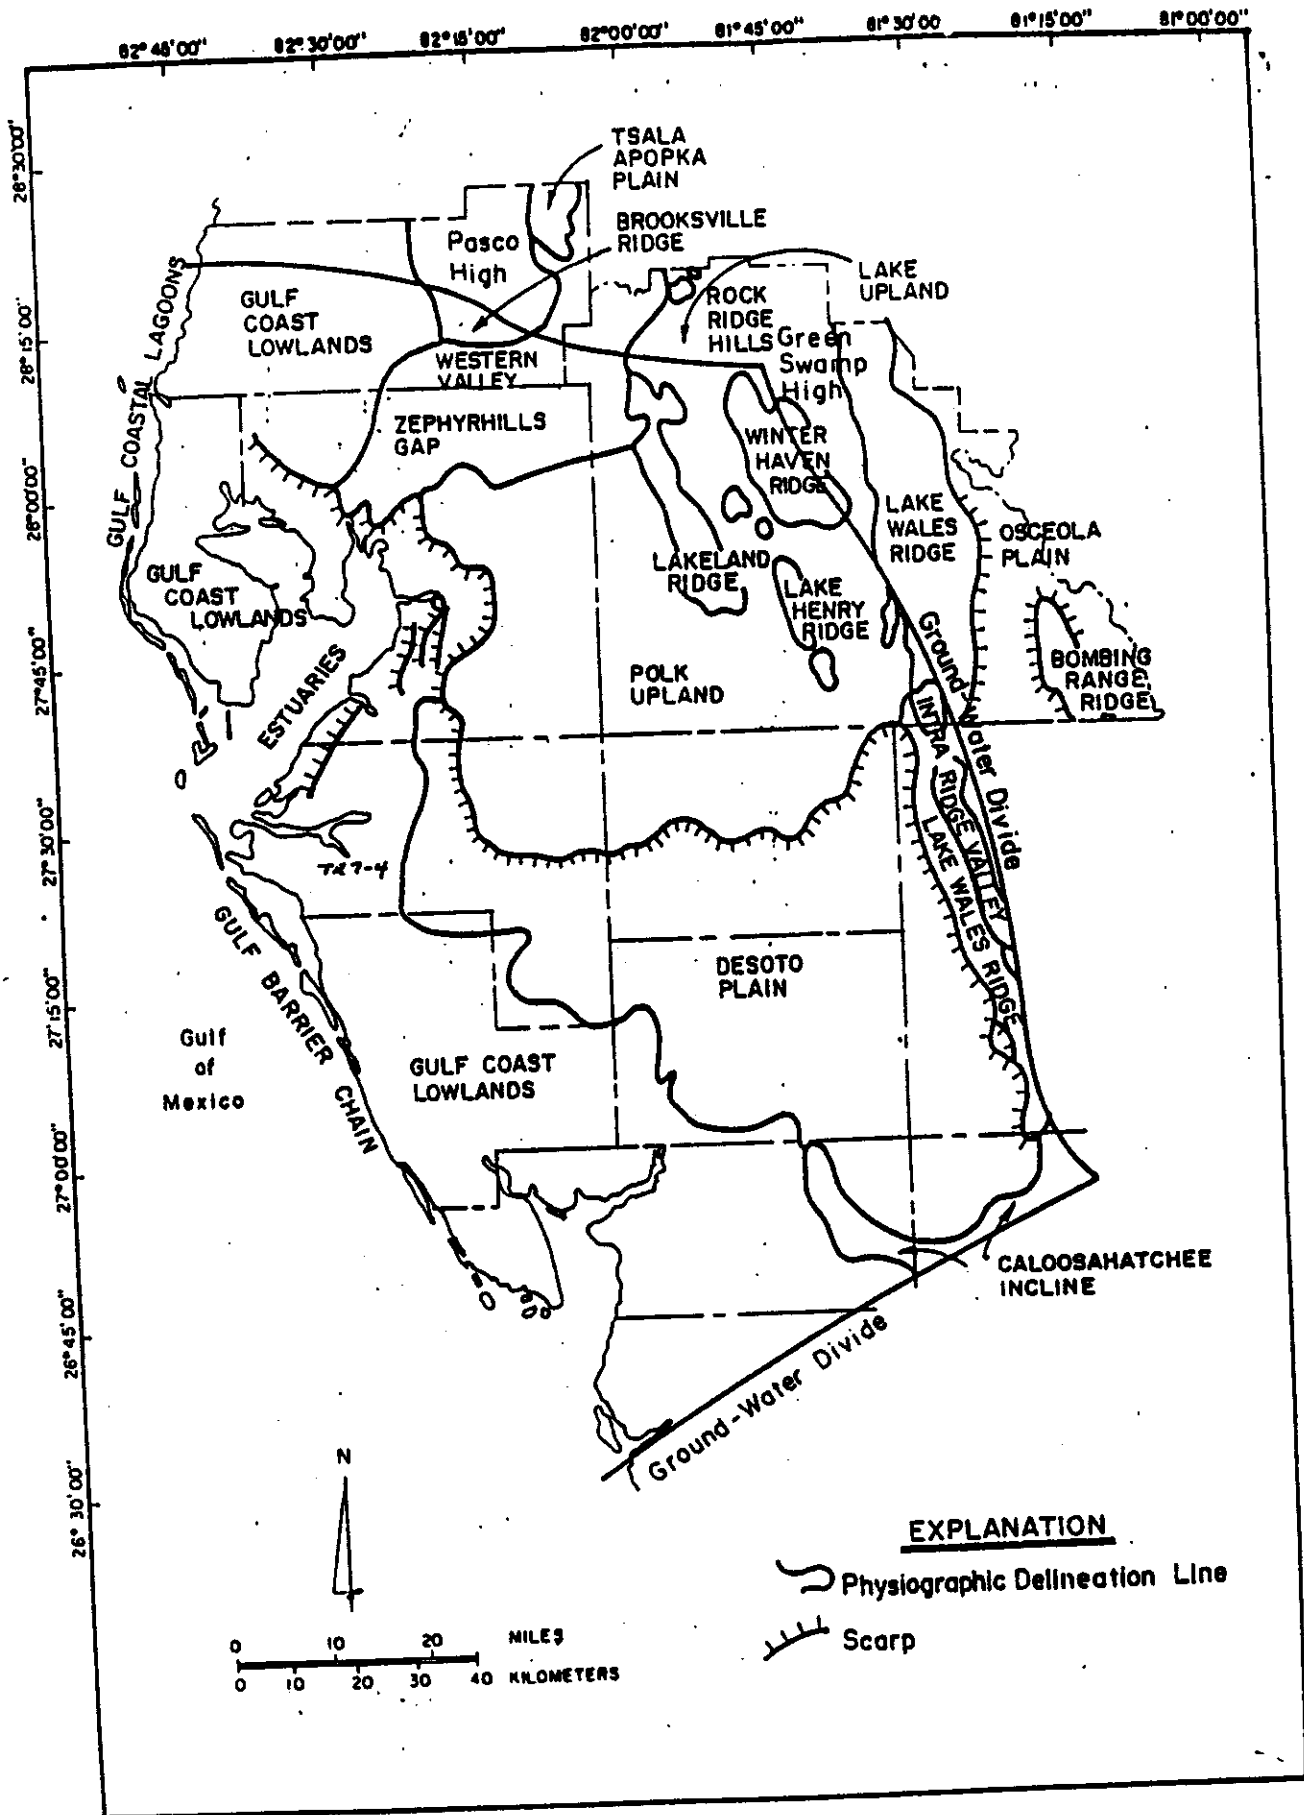 82°45'00"
82°30'00"
82°15'00"
82°00'00"
81°45'00"
81°30'00
81°15'00"
81°00'00"
28°30'00"
28°15'00"
28°00'00"
27°45'00"
27°30'00"
27°15'00"
27°00'00"
26°45'00"
26°30'00"
TSALA
APOPKA
PLAIN
BROOKSVILLE
RIDGE
Pasco
High
LAKE
UPLAND
ROCK
RIDGE
HILLS
Green
Swamp
High
GULF COASTAL LAGOONS
GULF
COAST
LOWLANDS
WESTERN
VALLEY
ZEPHYRHILLS
GAP
WINTER
HAVEN
RIDGE
LAKE
WALES
RIDGE
OSCEOLA
PLAIN
LAKELAND
RIDGE
LAKE
HENRY
RIDGE
GULF
COAST
LOWLANDS
ESTUARIES
POLK
UPLAND
BOMBING
RANGE
RIDGE
Ground-Water Divide
INTRA RIDGE VALLEY
LAKE WALES RIDGE
TR7-4
GULF BARRIER CHAIN
DESOTO
PLAIN
Gulf
of
Mexico
GULF COAST
LOWLANDS
CALOOSAHATCHEE
INCLINE
Ground-Water Divide
N
EXPLANATION
Physiographic Delineation Line
Scarp
0 10 20 MILES
0 10 20 30 40 KILOMETERS